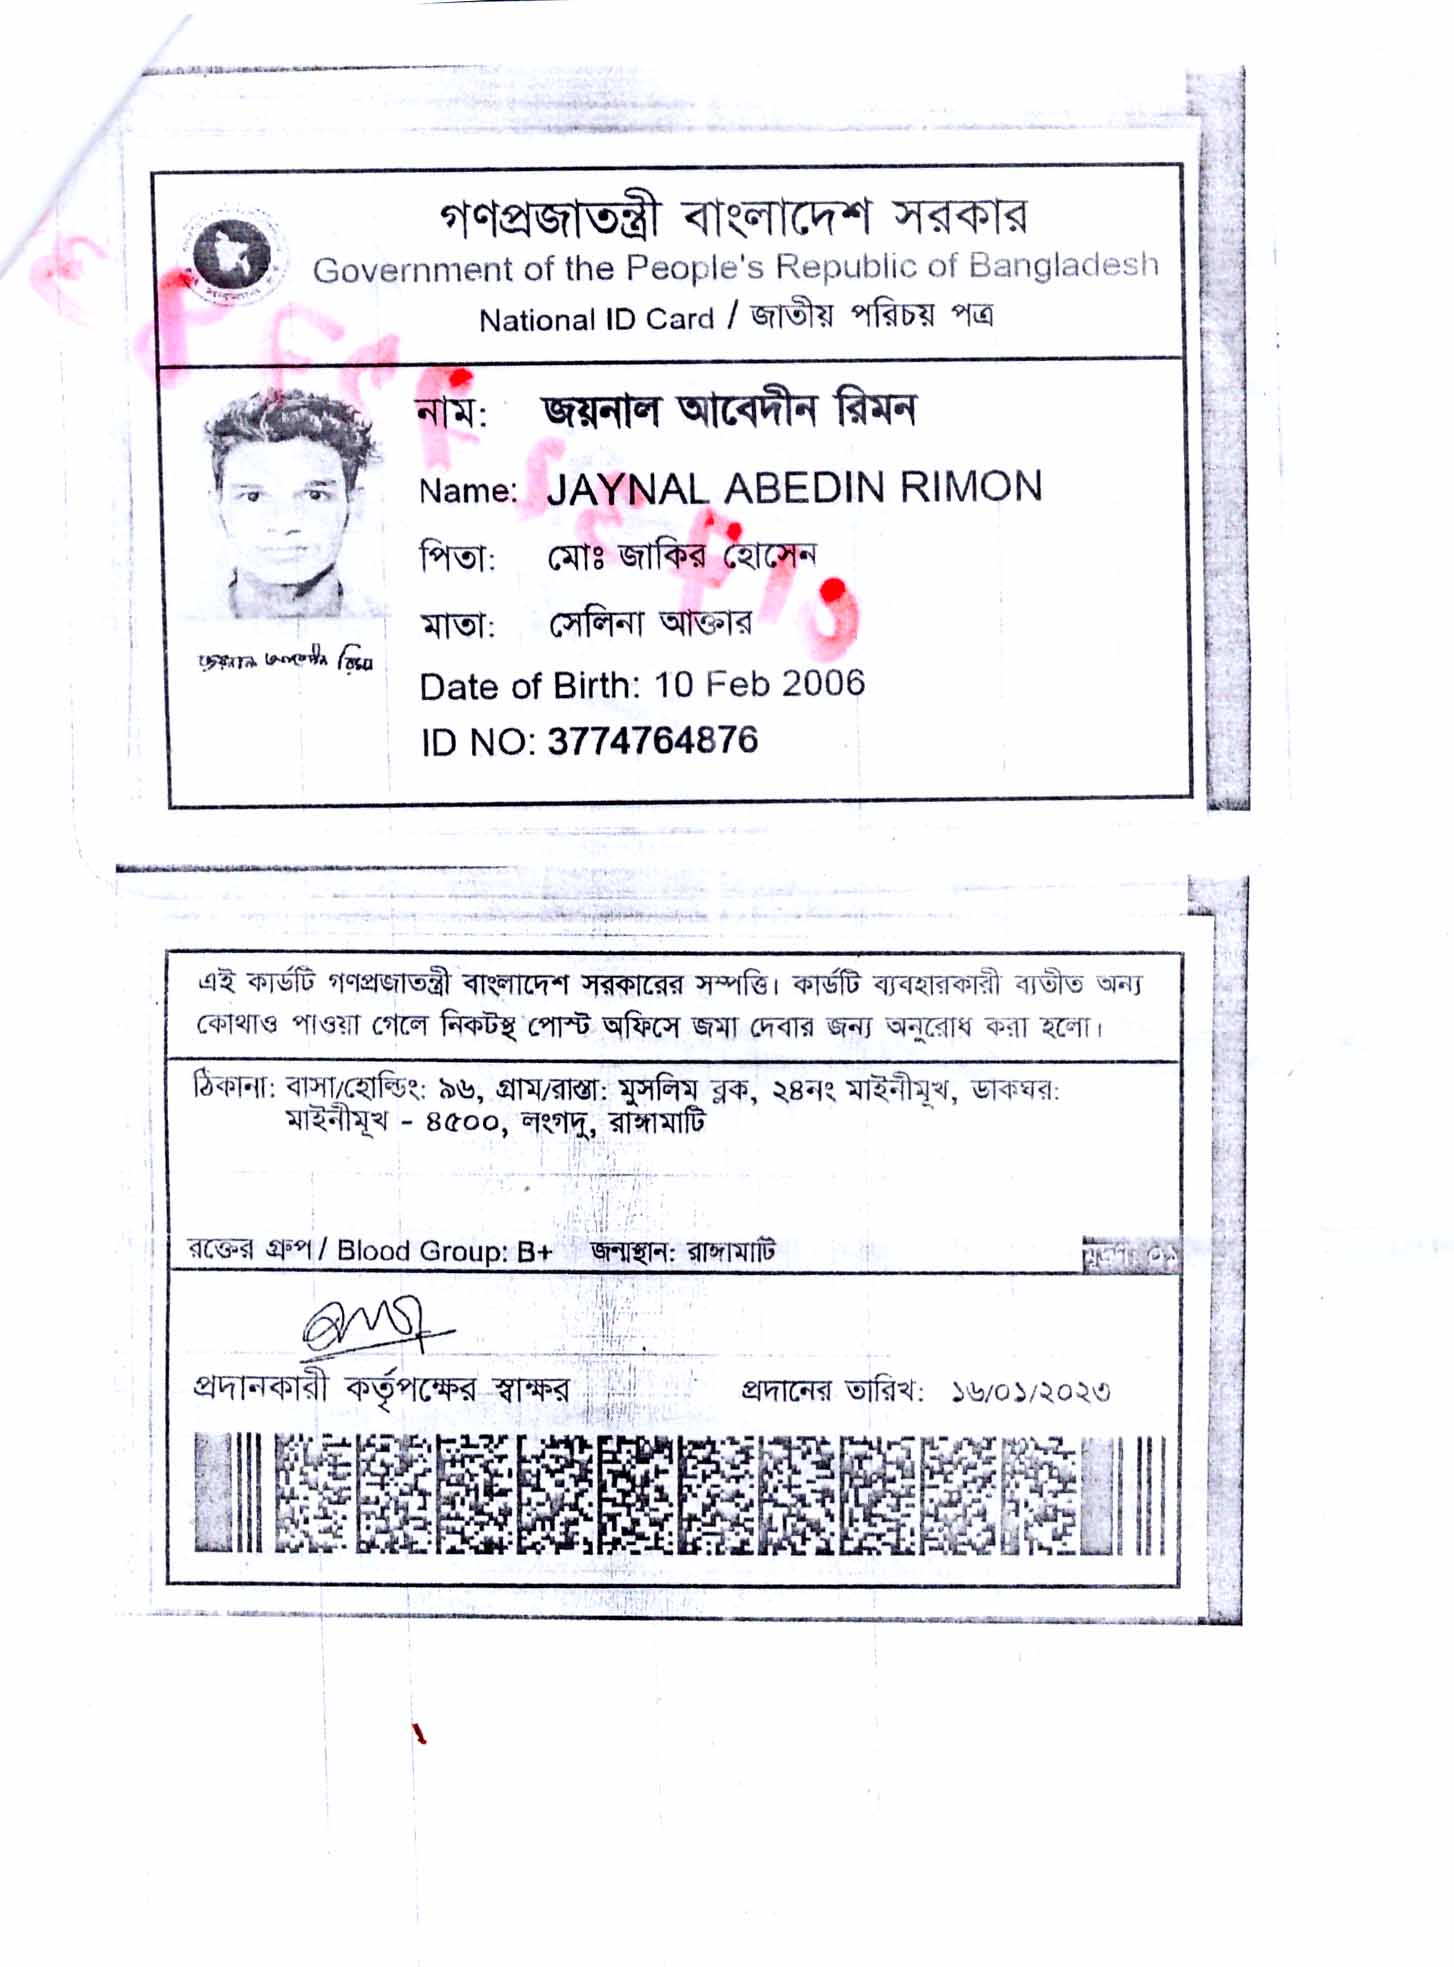 গণপ্রজাতন্ত্রী বাংলাদেশ সরকার
Government of the People's Republic of Bangladesh
National ID Card / জাতীয় পরিচয় পত্র
নাম: জয়নাল আবেদীন রিমন
Name: JAYNAL ABEDIN RIMON
পিতা: মোঃ জাকির হোসেন
মাতা: সেলিনা আক্তার
জয়নাল আবেদীন রিমন
Date of Birth: 10 Feb 2006
ID NO: 3774764876
এই কার্ডটি গণপ্রজাতন্ত্রী বাংলাদেশ সরকারের সম্পত্তি। কার্ডটি ব্যবহারকারী ব্যতীত অন্য
কোথাও পাওয়া গেলে নিকটস্থ পোস্ট অফিসে জমা দেবার জন্য অনুরোধ করা হলো।
ঠিকানা: বাসা/হোল্ডিং: ৯৬, গ্রাম/রাস্তা: মুসলিম ব্লক, ২৪নং মাইনীমূখ, ডাকঘর:
মাইনীমূখ - ৪৫০০, লংগদু, রাঙ্গামাটি
রক্তের গ্রুপ / Blood Group: B+ জন্মস্থান: রাঙ্গামাটি মুদ্রণ: ০১
প্রদানকারী কর্তৃপক্ষের স্বাক্ষর প্রদানের তারিখ: ১৬/০১/২০২৩